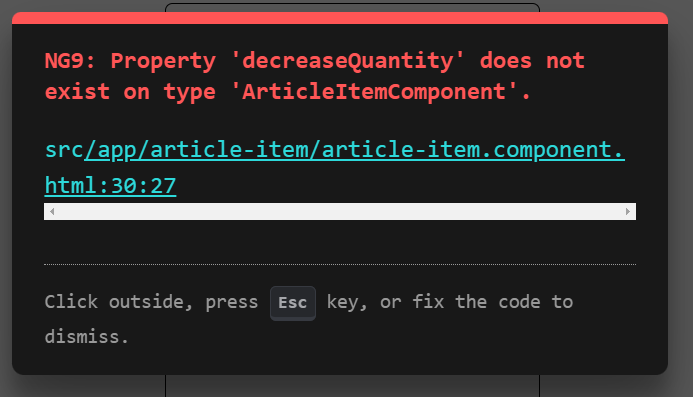 NG9: Property 'decreaseQuantity' does not
exist on type 'ArticleItemComponent'.
src/app/article-item/article-item.component.
html:30:27
Click outside, press Esc key, or fix the code to
dismiss.